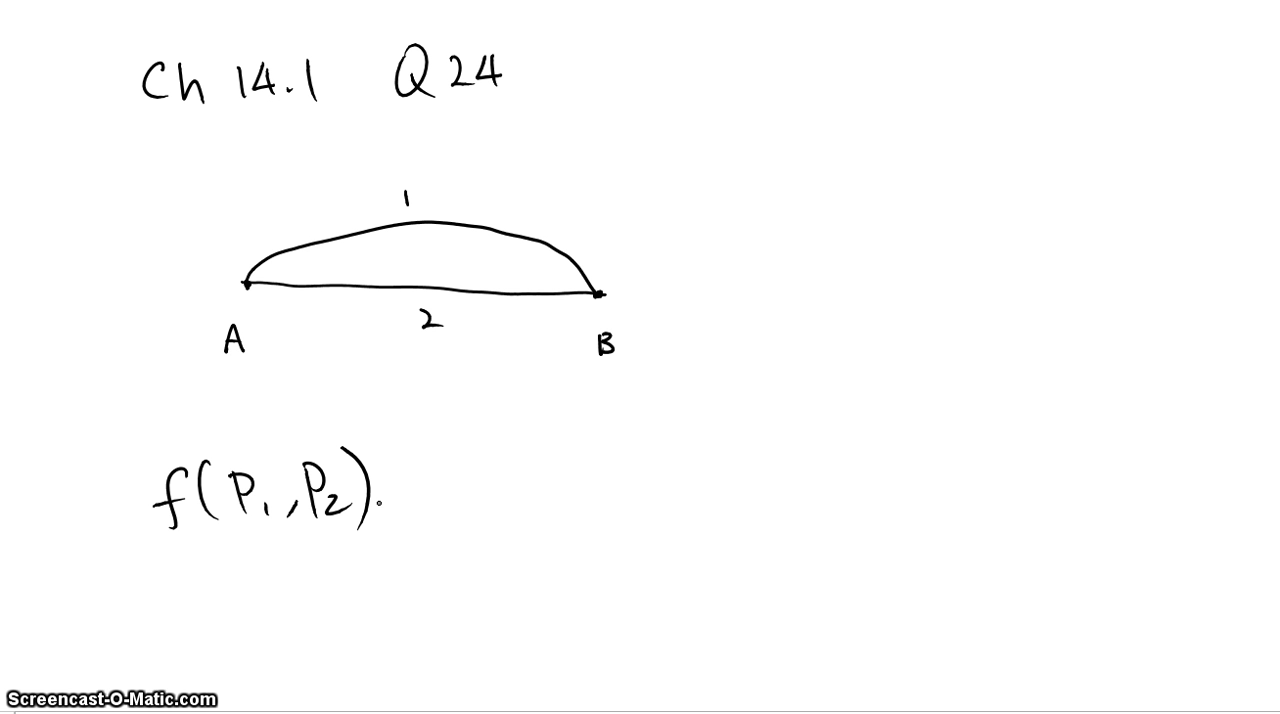 Ch 14.1 Q24
1
2
A B
f(P₁,P₂).
Screencast-O-Matic.com